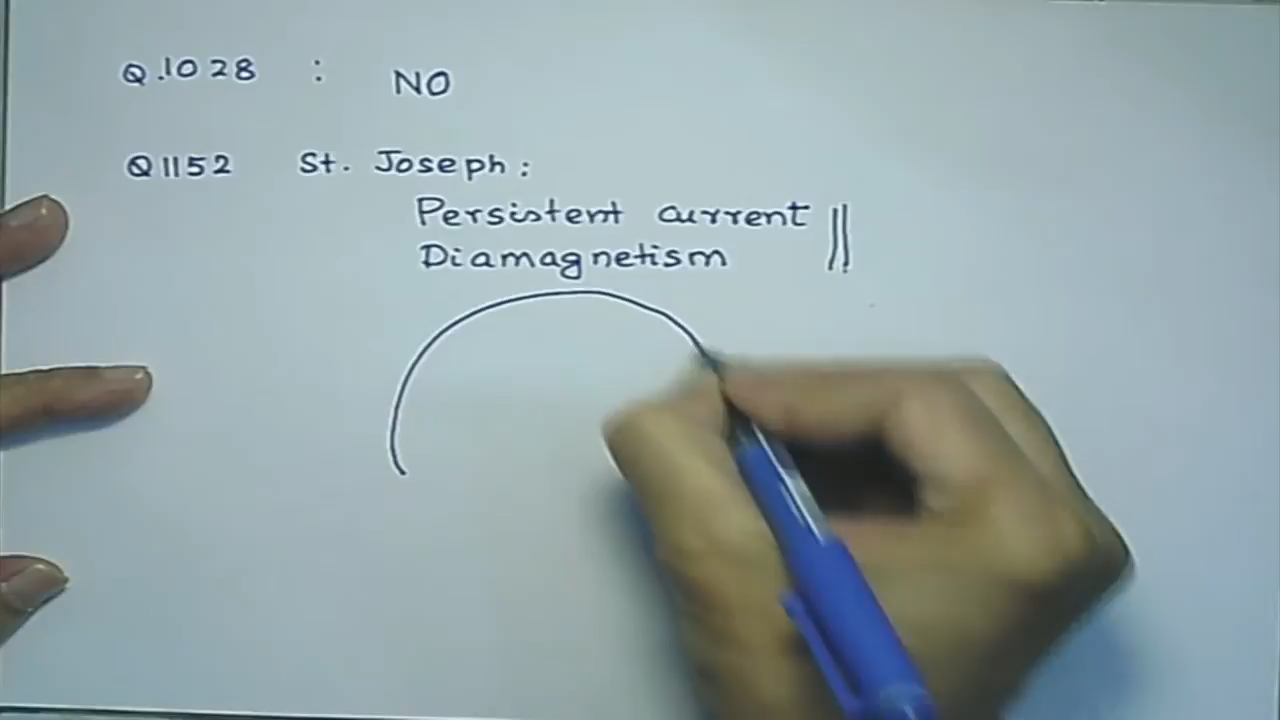 Q.1028 : NO
Q1152 St. Joseph:
Persistent current
Diamagnetism